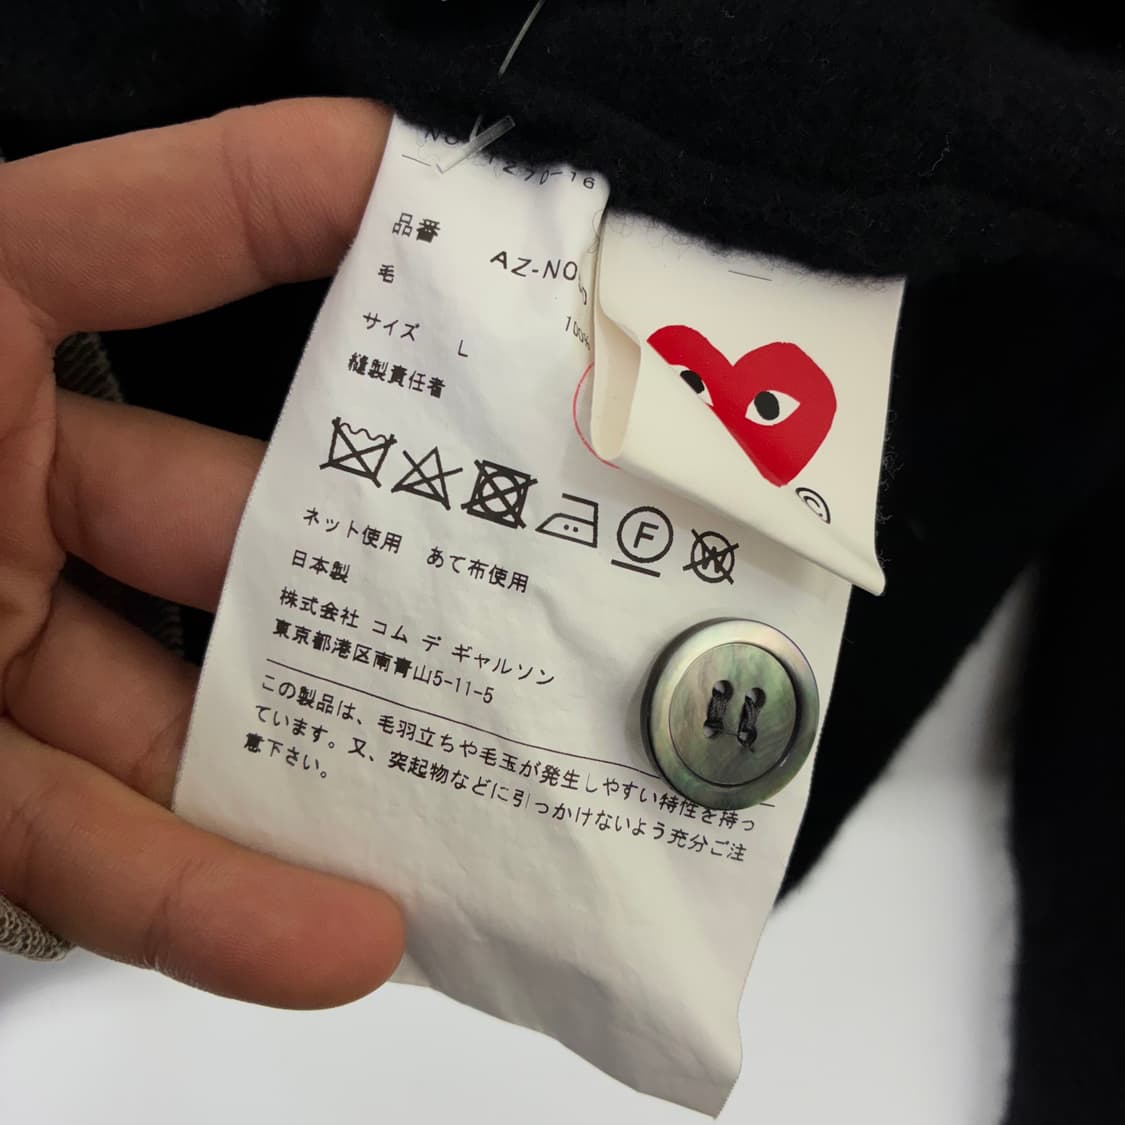 品番 AZ-NO
毛 100%
サイズ L
縫製責任者
F
W
ネット使用 あて布使用
日本製
株式会社 コム デ ギャルソン
東京都港区南青山5-11-5
この製品は、毛羽立ちや毛玉が発生しやすい特性を持っ
ています。又、突起物などに引っかけないよう充分ご注
意下さい。
©